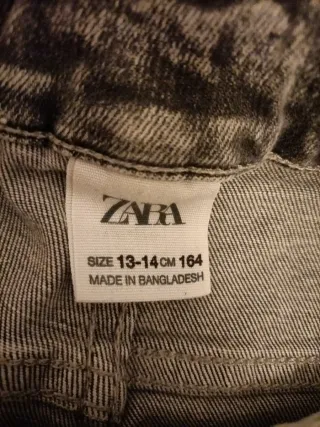 ZARA
SIZE 13-14 CM 164
MADE IN BANGLADESH